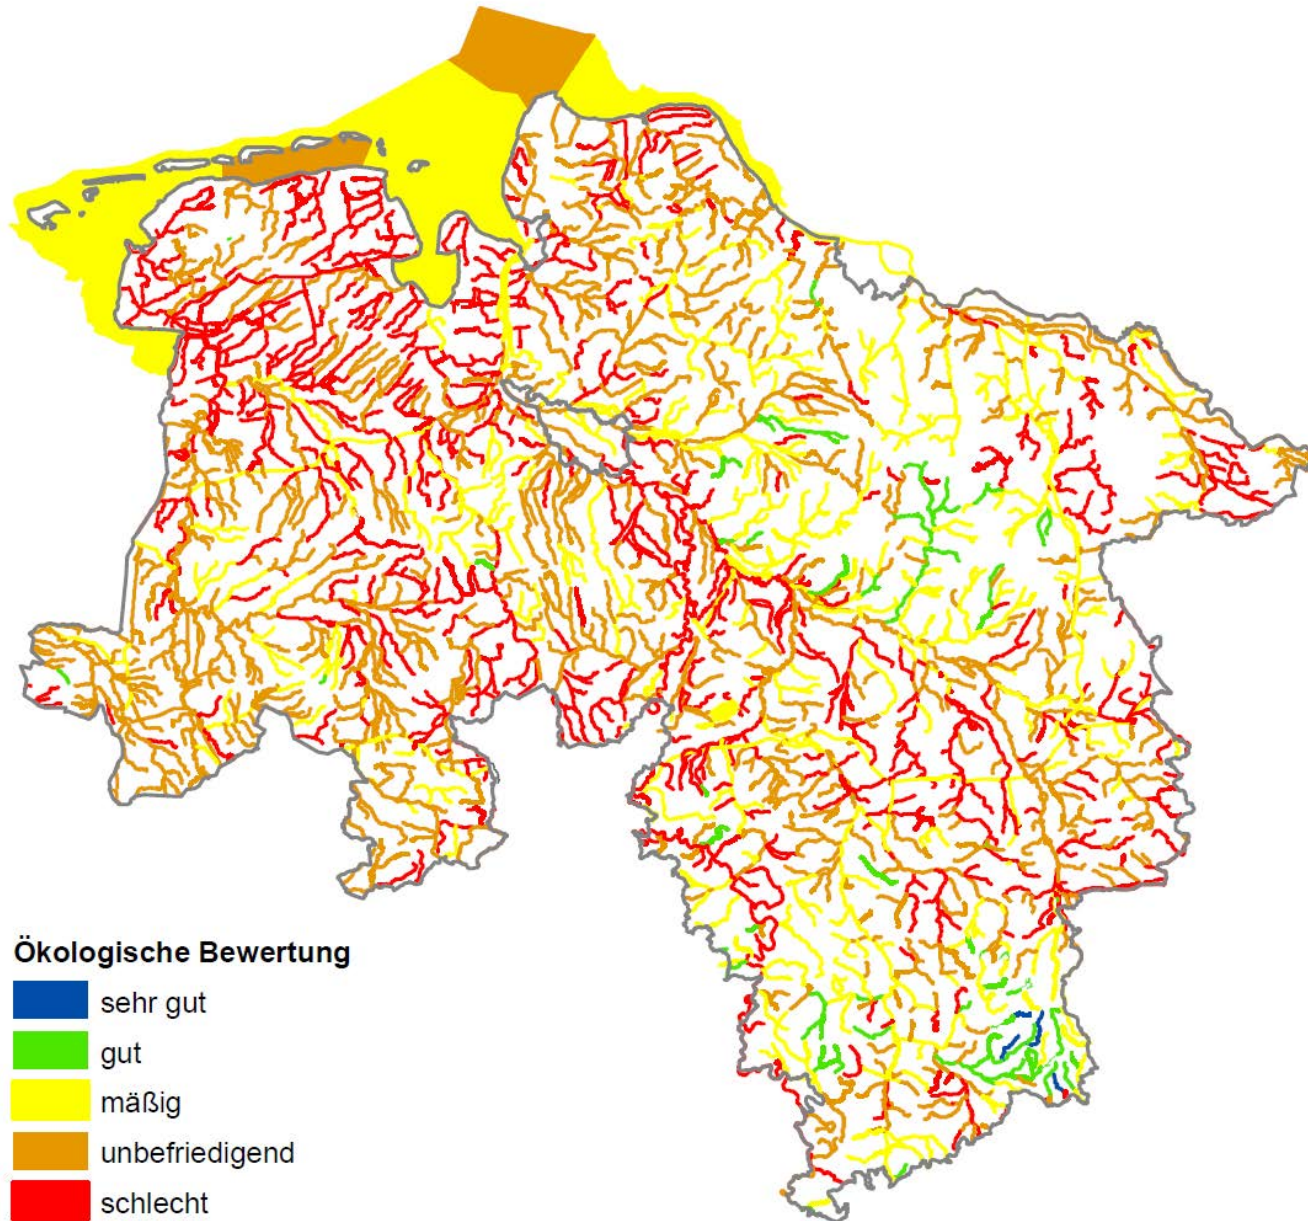 Ökologische Bewertung
sehr gut
gut
mäßig
unbefriedigend
schlecht